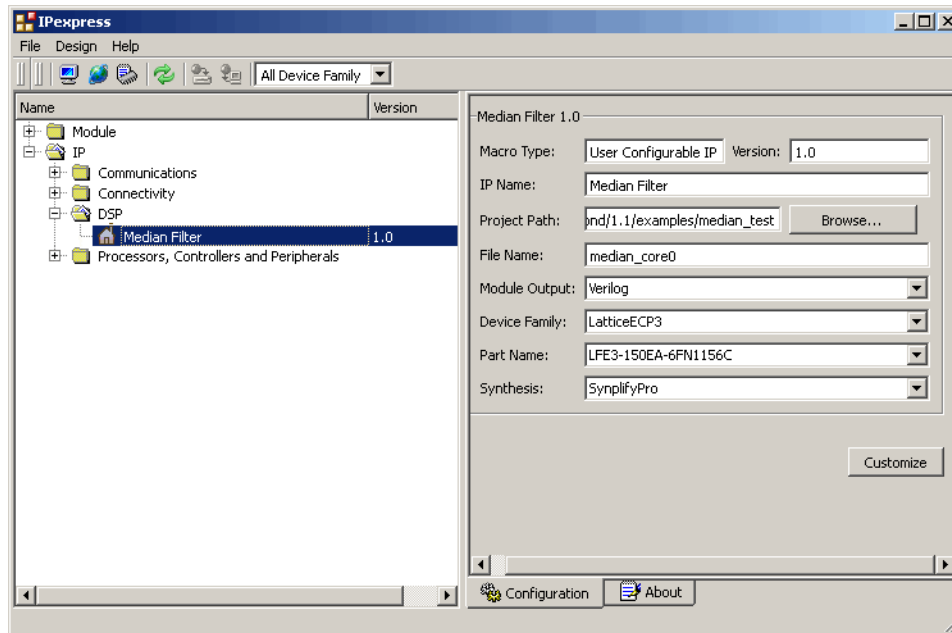 IPexpress
File Design Help
All Device Family
Name Version
Module
IP
Communications
Connectivity
DSP
Median Filter 1.0
Processors, Controllers and Peripherals
Median Filter 1.0
Macro Type: User Configurable IP Version: 1.0
IP Name: Median Filter
Project Path: ond/1.1/examples/median_test Browse...
File Name: median_core0
Module Output: Verilog
Device Family: LatticeECP3
Part Name: LFE3-150EA-6FN1156C
Synthesis: SynplifyPro
Customize
Configuration About